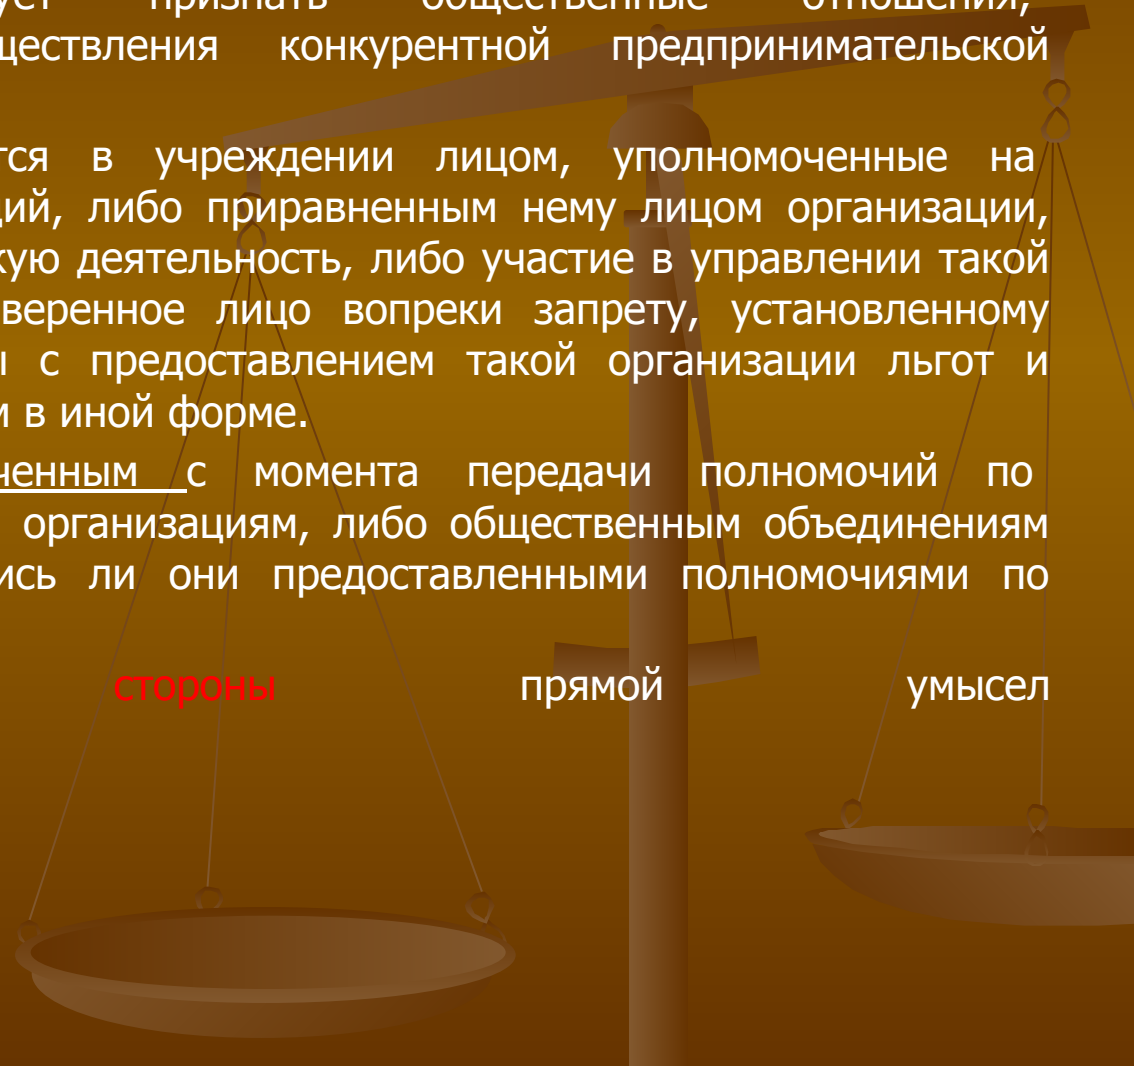 ует признать общественные отношения,
ществления конкурентной предпринимательской
тся в учреждении лицом, уполномоченные на
ций, либо приравненным нему лицом организации,
кую деятельность, либо участие в управлении такой
веренное лицо вопреки запрету, установленному
ы с предоставлением такой организации льгот и
м в иной форме.
ченным с момента передачи полномочий по
организациям, либо общественным объединениям
ись ли они предоставленными полномочиями по
стороны прямой умысел